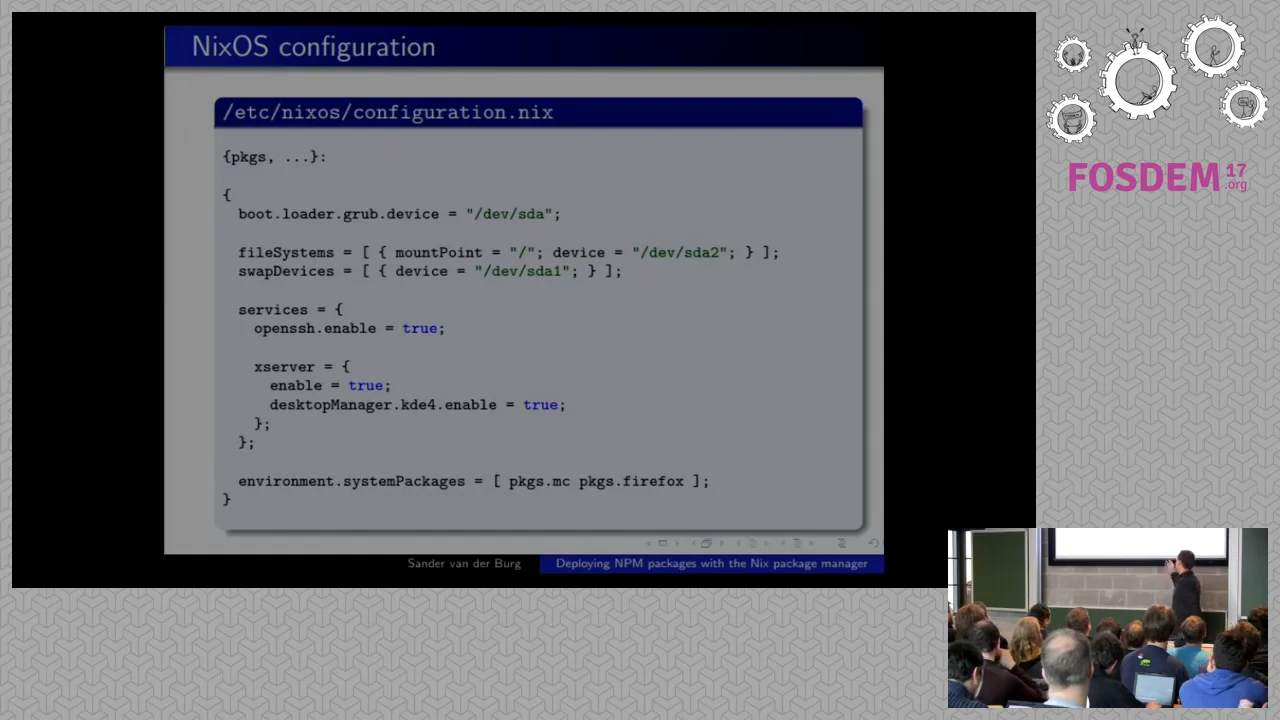 NixOS configuration
/etc/nixos/configuration.nix
{pkgs, ...}:
{
boot.loader.grub.device = "/dev/sda";
fileSystems = [ { mountPoint = "/"; device = "/dev/sda2"; } ];
swapDevices = [ { device = "/dev/sda1"; } ];
services = {
openssh.enable = true;
xserver = {
enable = true;
desktopManager.kde4.enable = true;
};
};
environment.systemPackages = [ pkgs.mc pkgs.firefox ];
}
Sander van der Burg
Deploying NPM packages with the Nix package manager
FOSDEM 17
.org